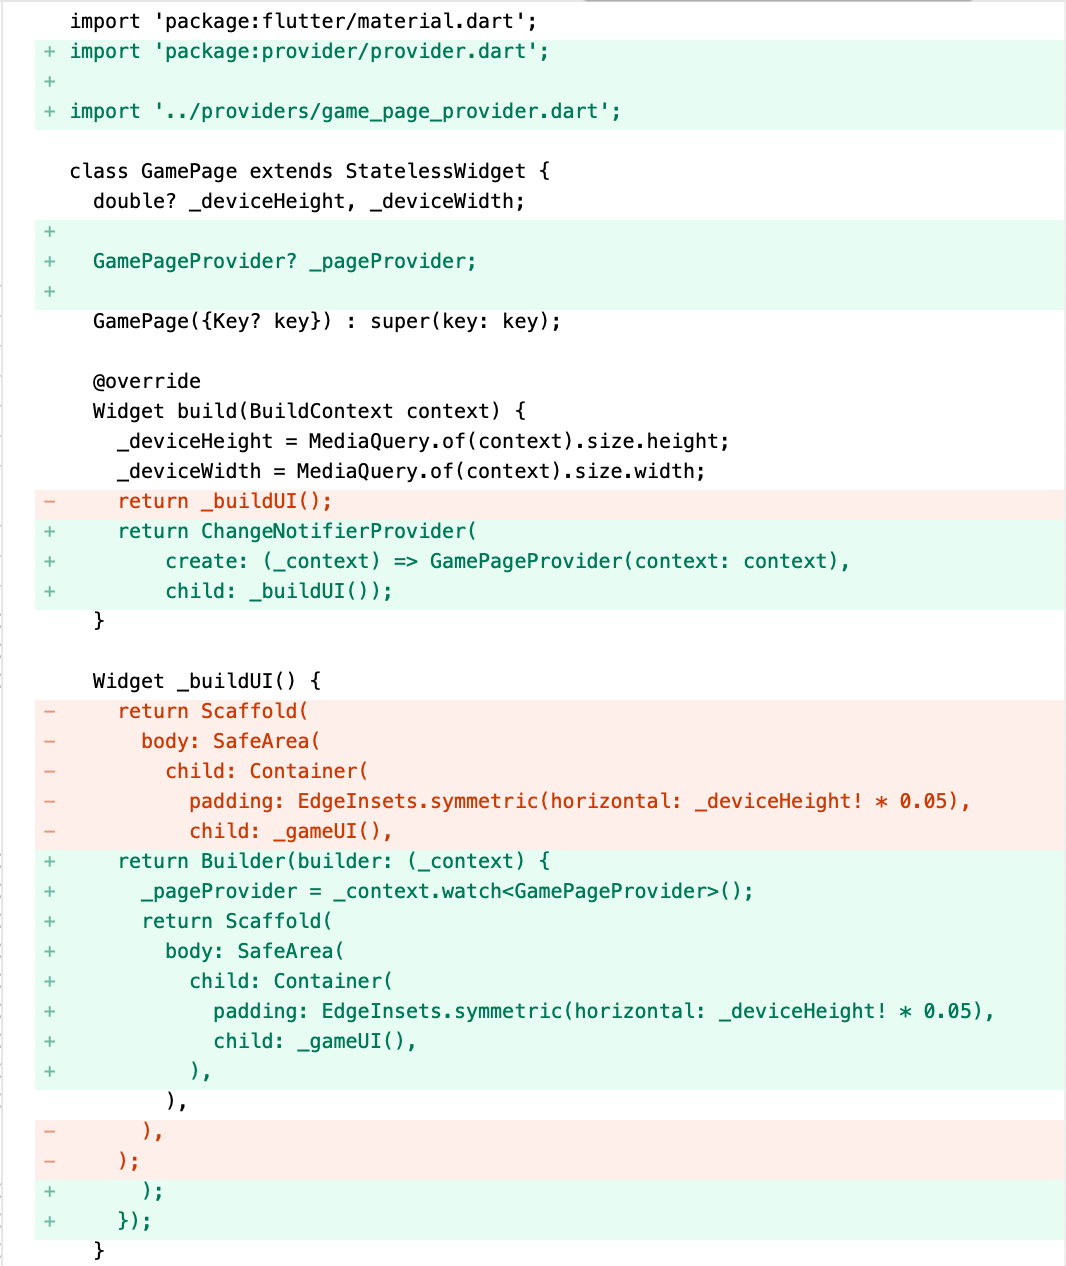 import 'package:flutter/material.dart';
+ import 'package:provider/provider.dart';
+
+ import '../providers/game_page_provider.dart';

class GamePage extends StatelessWidget {
  double? _deviceHeight, _deviceWidth;
+
+   GamePageProvider? _pageProvider;
+
  GamePage({Key? key}) : super(key: key);

  @override
  Widget build(BuildContext context) {
    _deviceHeight = MediaQuery.of(context).size.height;
    _deviceWidth = MediaQuery.of(context).size.width;
-     return _buildUI();
+     return ChangeNotifierProvider(
+         create: (_context) => GamePageProvider(context: context),
+         child: _buildUI());
  }

  Widget _buildUI() {
-     return Scaffold(
-       body: SafeArea(
-         child: Container(
-           padding: EdgeInsets.symmetric(horizontal: _deviceHeight! * 0.05),
-           child: _gameUI(),
+     return Builder(builder: (_context) {
+       _pageProvider = _context.watch<GamePageProvider>();
+       return Scaffold(
+         body: SafeArea(
+           child: Container(
+             padding: EdgeInsets.symmetric(horizontal: _deviceHeight! * 0.05),
+             child: _gameUI(),
+           ),
        ),
-       ),
-     );
+       );
+     });
  }